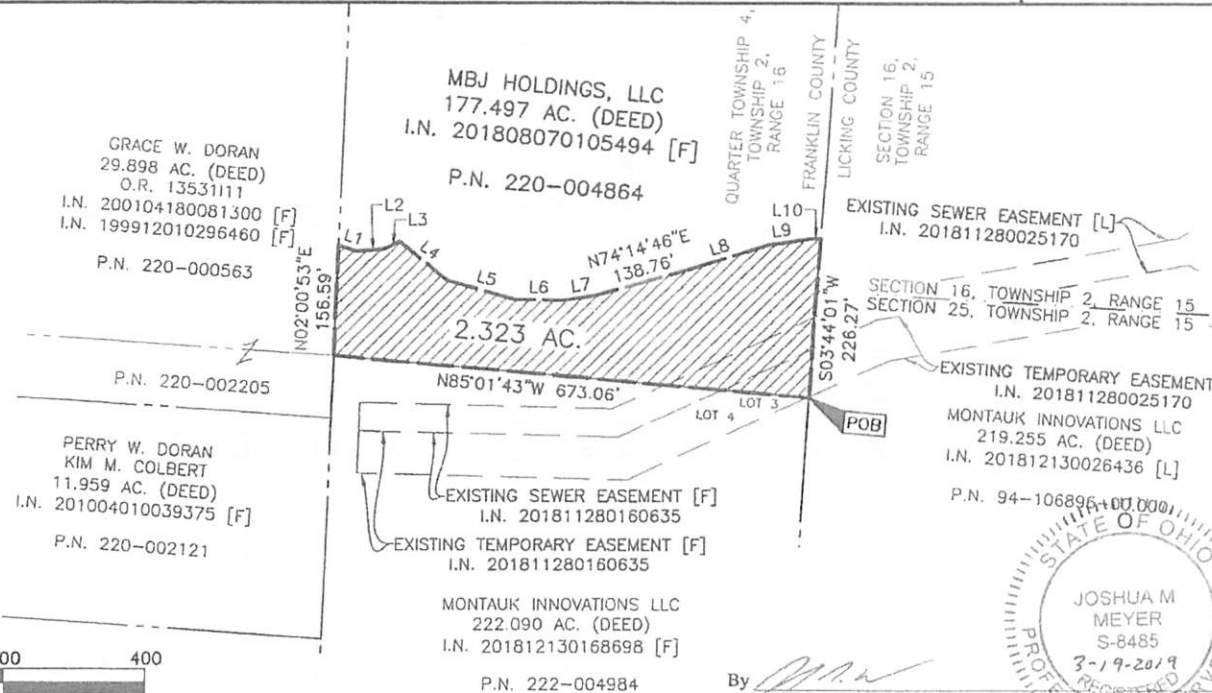 MBJ HOLDINGS, LLC
177.497 AC. (DEED)
I.N. 201808070105494 [F]
P.N. 220-004864
QUARTER TOWNSHIP 4,
TOWNSHIP 2,
RANGE 16
FRANKLIN COUNTY
LICKING COUNTY
SECTION 16,
TOWNSHIP 2,
RANGE 15
GRACE W. DORAN
29.898 AC. (DEED)
O.R. 13531I11
I.N. 200104180081300 [F]
I.N. 199912010296460 [F]
P.N. 220-000563
N02°00'53"E
156.59'
L1
L2
L3
L4
L5
L6
L7
N74°14'46"E
138.76'
L8
L9
L10
2.323 AC.
S03°44'01"W
226.27'
EXISTING SEWER EASEMENT [L]
I.N. 201811280025170
SECTION 16, TOWNSHIP 2, RANGE 15
SECTION 25, TOWNSHIP 2, RANGE 15
N85°01'43"W 673.06'
LOT 4
LOT 3
POB
EXISTING TEMPORARY EASEMENT
I.N. 201811280025170
MONTAUK INNOVATIONS LLC
219.255 AC. (DEED)
I.N. 201812130026436 [L]
P.N. 94-106896-00.000
P.N. 220-002205
PERRY W. DORAN
KIM M. COLBERT
11.959 AC. (DEED)
I.N. 201004010039375 [F]
P.N. 220-002121
EXISTING SEWER EASEMENT [F]
I.N. 201811280160635
EXISTING TEMPORARY EASEMENT [F]
I.N. 201811280160635
MONTAUK INNOVATIONS LLC
222.090 AC. (DEED)
I.N. 201812130168698 [F]
P.N. 222-004984
400
By
STATE OF OHIO
JOSHUA M
MEYER
S-8485
3-19-2019
REGISTERED